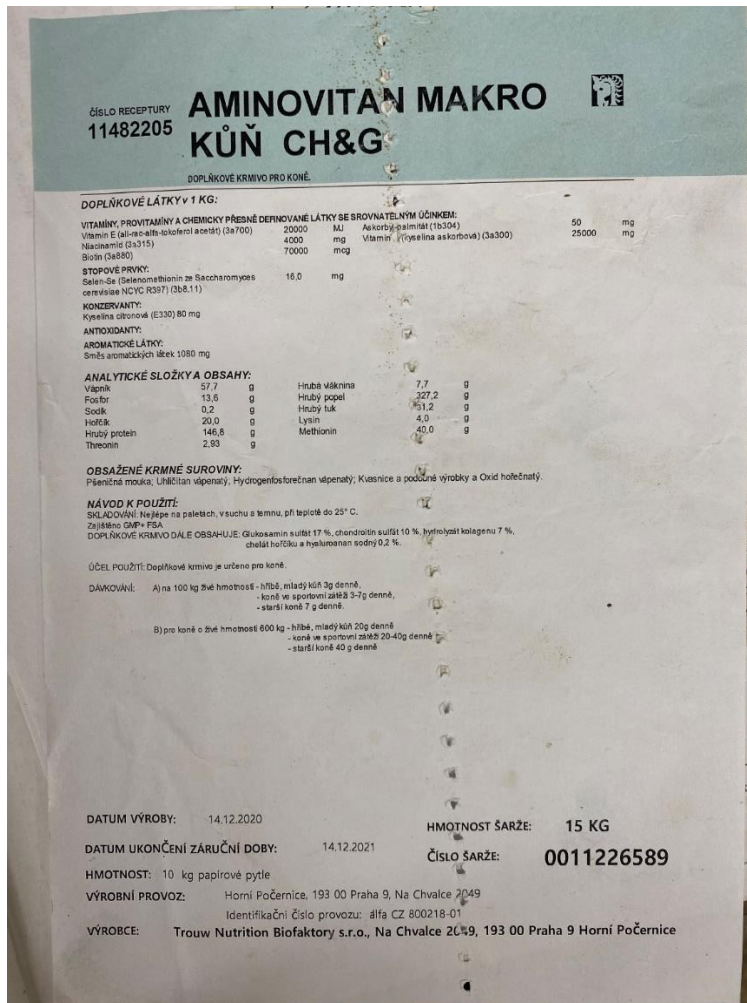 ČÍSLO RECEPTURY
11482205
AMINOVITAN MAKRO
KŮŇ CH&G
DOPLŇKOVÉ KRMIVO PRO KONĚ.
DOPLŇKOVÉ LÁTKY v 1 KG:
VITAMÍNY, PROVITAMÍNY A CHEMICKY PŘESNĚ DEFINOVANÉ LÁTKY SE SROVNATELNÝM ÚČINKEM:
Vitamin E (all-rac-alfa-tokoferol acetát) (3a700) 20000 MJ Askorbyl-palmitát (1b304) 50 mg
Niacinamid (3a315) 4000 mg Vitamin (kyselina askorbová) (3a300) 25000 mg
Biotin (3a880) 70000 mcg
STOPOVÉ PRVKY:
Selen-Se (Selenomethionin ze Saccharomyces 16,0 mg
cerevisiae NCYC R397) (3b8.11)
KONZERVANTY:
Kyselina citronová (E330) 80 mg
ANTIOXIDANTY:
AROMATICKÉ LÁTKY:
Směs aromatických látek 1080 mg
ANALYTICKÉ SLOŽKY A OBSAHY:
Vápník 57,7 g Hrubá vláknina 7,7 g
Fosfor 13,6 g Hrubý popel 327,2 g
Sodík 0,2 g Hrubý tuk 31,2 g
Hořčík 20,0 g Lysin 4,0 g
Hrubý protein 146,8 g Methionin 40,0 g
Threonin 2,93 g
OBSAŽENÉ KRMNÉ SUROVINY:
Pšeničná mouka; Uhličitan vápenatý, Hydrogenfosforečnan vápenatý; Kvasnice a podobné výrobky a Oxid hořečnatý.
NÁVOD K POUŽITÍ:
SKLADOVÁNÍ: Nejlépe na paletách, v suchu a temnu, při teplotě do 25° C.
Zajištěno GMP+ FSA
DOPLŇKOVÉ KRMIVO DÁLE OBSAHUJE: Glukosamin sulfát 17 %, chondroitin sulfát 10 %, hydrolyzát kolagenu 7 %,
chelát hořčíku a hyaluronan sodný 0,2 %.
ÚČEL POUŽITÍ: Doplňkové krmivo je určeno pro koně.
DÁVKOVÁNÍ: A) na 100 kg živé hmotnosti - hříbě, mladý kůň 3g denně,
- koně ve sportovní zátěži 3-7g denně,
- starší koně 7 g denně.
B) pro koně o živé hmotnosti 600 kg - hříbě, mladý kůň 20g denně
- koně ve sportovní zátěži 20-40g denně
- starší koně 40 g denně
DATUM VÝROBY: 14.12.2020
HMOTNOST ŠARŽE: 15 KG
DATUM UKONČENÍ ZÁRUČNÍ DOBY: 14.12.2021
ČÍSLO ŠARŽE: 0011226589
HMOTNOST: 10 kg papírové pytle
VÝROBNÍ PROVOZ: Horní Počernice, 193 00 Praha 9, Na Chvalce 2049
Identifikační číslo provozu: álfa CZ 800218-01
VÝROBCE: Trouw Nutrition Biofaktory s.r.o., Na Chvalce 2049, 193 00 Praha 9 Horní Počernice